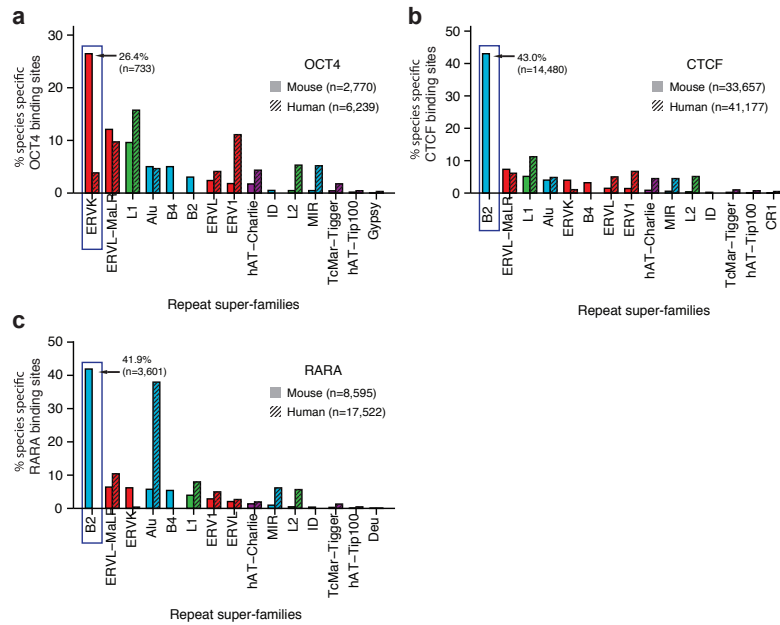 a
% species specific
OCT4 binding sites
30
20
10
0
26.4%
(n=733)
OCT4
Mouse (n=2,770)
Human (n=6,239)
ERVK
ERVL−MaLR
L1
Alu
B4
B2
ERVL
ERV1
hAT−Charlie
ID
L2
MIR
TcMar−Tigger
hAT−Tip100
Gypsy
Repeat super-families
b
% species specific
CTCF binding sites
50
40
30
20
10
0
43.0%
(n=14,480)
CTCF
Mouse (n=33,657)
Human (n=41,177)
B2
ERVL−MaLR
L1
Alu
ERVK
B4
ERVL
ERV1
hAT−Charlie
MIR
L2
ID
TcMar−Tigger
hAT−Tip100
CR1
Repeat super-families
c
% species specific
RARA binding sites
50
40
30
20
10
0
41.9%
(n=3,601)
RARA
Mouse (n=8,595)
Human (n=17,522)
B2
ERVL−MaLR
ERVK
Alu
B4
L1
ERV1
ERVL
hAT−Charlie
MIR
L2
ID
TcMar−Tigger
hAT−Tip100
Deu
Repeat super-families